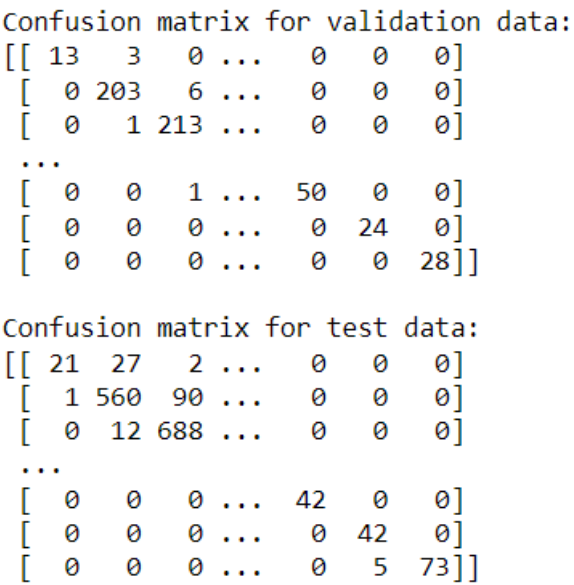 Confusion matrix for validation data:
[[ 13   3   0 ...   0   0   0]
 [  0 203   6 ...   0   0   0]
 [  0   1 213 ...   0   0   0]
 ...
 [  0   0   1 ...  50   0   0]
 [  0   0   0 ...   0  24   0]
 [  0   0   0 ...   0   0  28]]

Confusion matrix for test data:
[[ 21  27   2 ...   0   0   0]
 [  1 560  90 ...   0   0   0]
 [  0  12 688 ...   0   0   0]
 ...
 [  0   0   0 ...  42   0   0]
 [  0   0   0 ...   0  42   0]
 [  0   0   0 ...   0   5  73]]